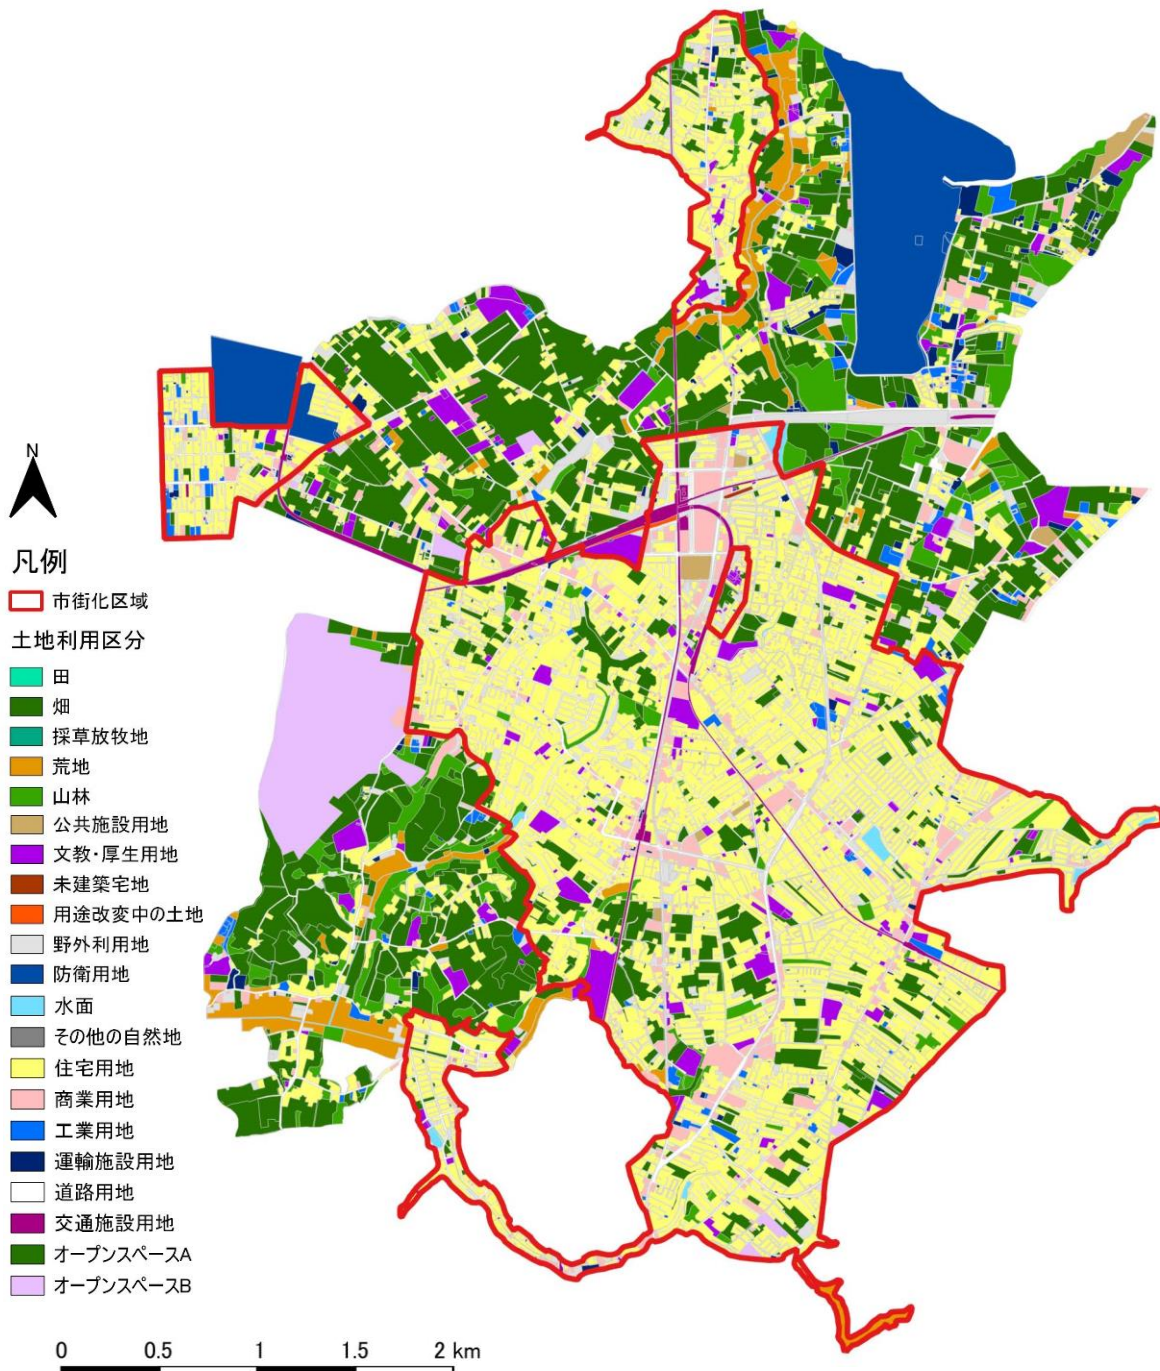 N
凡例
市街化区域
土地利用区分
田
畑
採草放牧地
荒地
山林
公共施設用地
文教・厚生用地
未建築宅地
用途改変中の土地
野外利用地
防衛用地
水面
その他の自然地
住宅用地
商業用地
工業用地
運輸施設用地
道路用地
交通施設用地
オープンスペースA
オープンスペースB
0 0.5 1 1.5 2 km